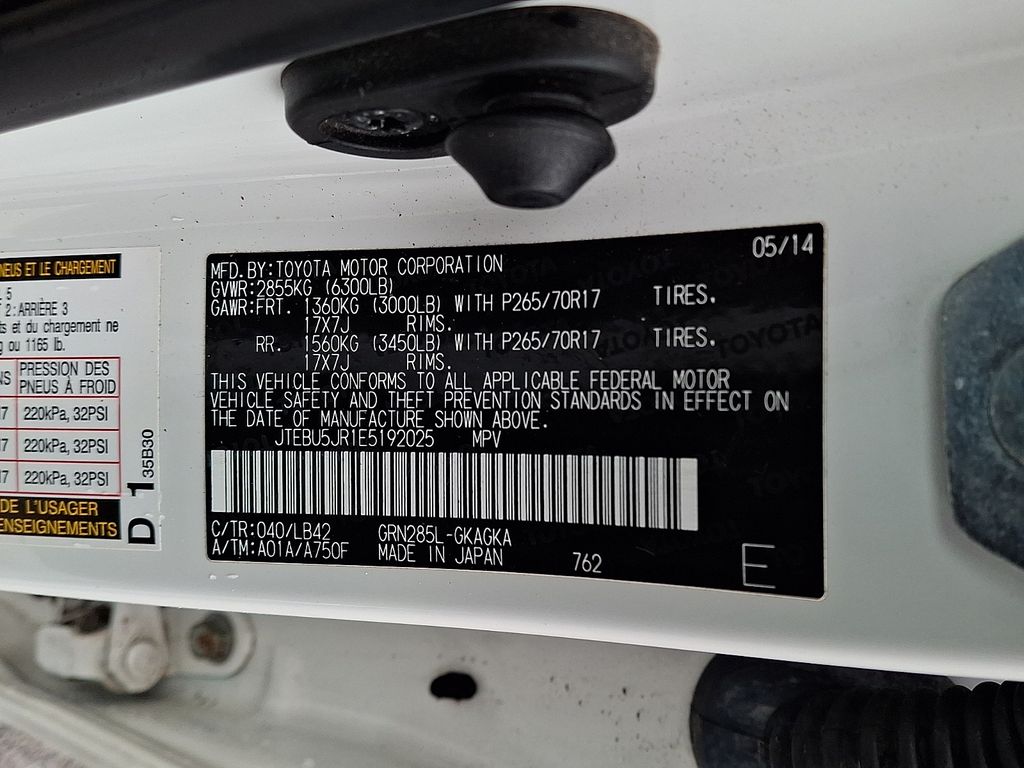 NEUS ET LE CHARGEMENT
5
2:ARRIÈRE 3
et du chargement ne
ou 1165 lb.
PRESSION DES
PNEUS À FROID
220kPa, 32PSI
220kPa, 32PSI
220kPa, 32PSI
DE L'USAGER
ENSEIGNEMENTS
D 1 35B30
05/14
MFD.BY:TOYOTA MOTOR CORPORATION
GVWR:2855KG (6300LB)
GAWR:FRT. 1360KG (3000LB) WITH P265/70R17 TIRES.
17X7J RIMS.
RR. 1560KG (3450LB) WITH P265/70R17 TIRES.
17X7J RIMS.
THIS VEHICLE CONFORMS TO ALL APPLICABLE FEDERAL MOTOR
VEHICLE SAFETY AND THEFT PREVENTION STANDARDS IN EFFECT ON
THE DATE OF MANUFACTURE SHOWN ABOVE.
JTEBU5JR1E5192025 MPV
C/TR:040/LB42 GRN285L-GKAGKA
A/TM:A01A/A750F MADE IN JAPAN 762
E